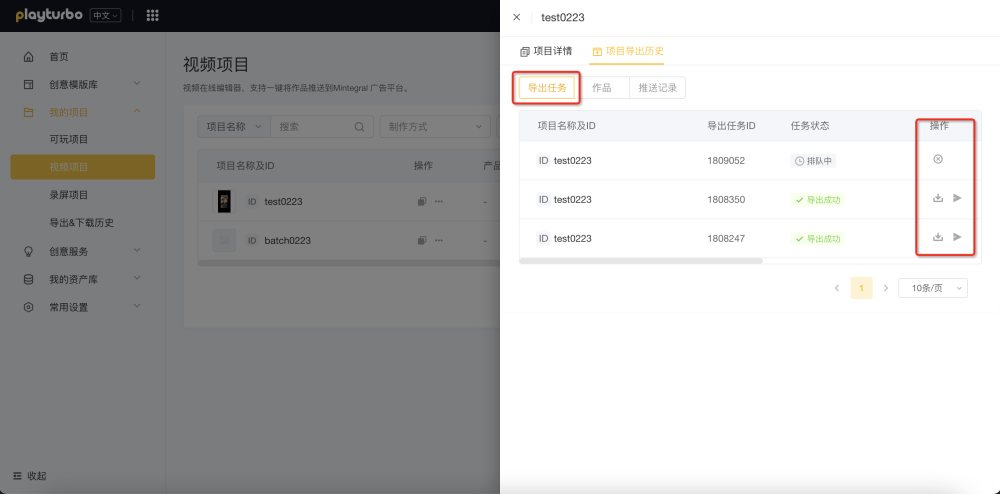 playturbo 中文
首页
创意模版库
我的项目
可玩项目
视频项目
录屏项目
导出&下载历史
创意服务
我的资产库
常用设置
收起
视频项目
视频在线编辑器，支持一键将作品推送到Mintegral 广告平台。
项目名称 搜索 制作方式
项目名称及ID 操作 产品
ID test0223 -
ID batch0223 -
test0223
项目详情 项目导出历史
导出任务 作品 推送记录
项目名称及ID 导出任务ID 任务状态 操作
ID test0223 1809052 排队中
ID test0223 1808350 导出成功
ID test0223 1808247 导出成功
1 10条/页